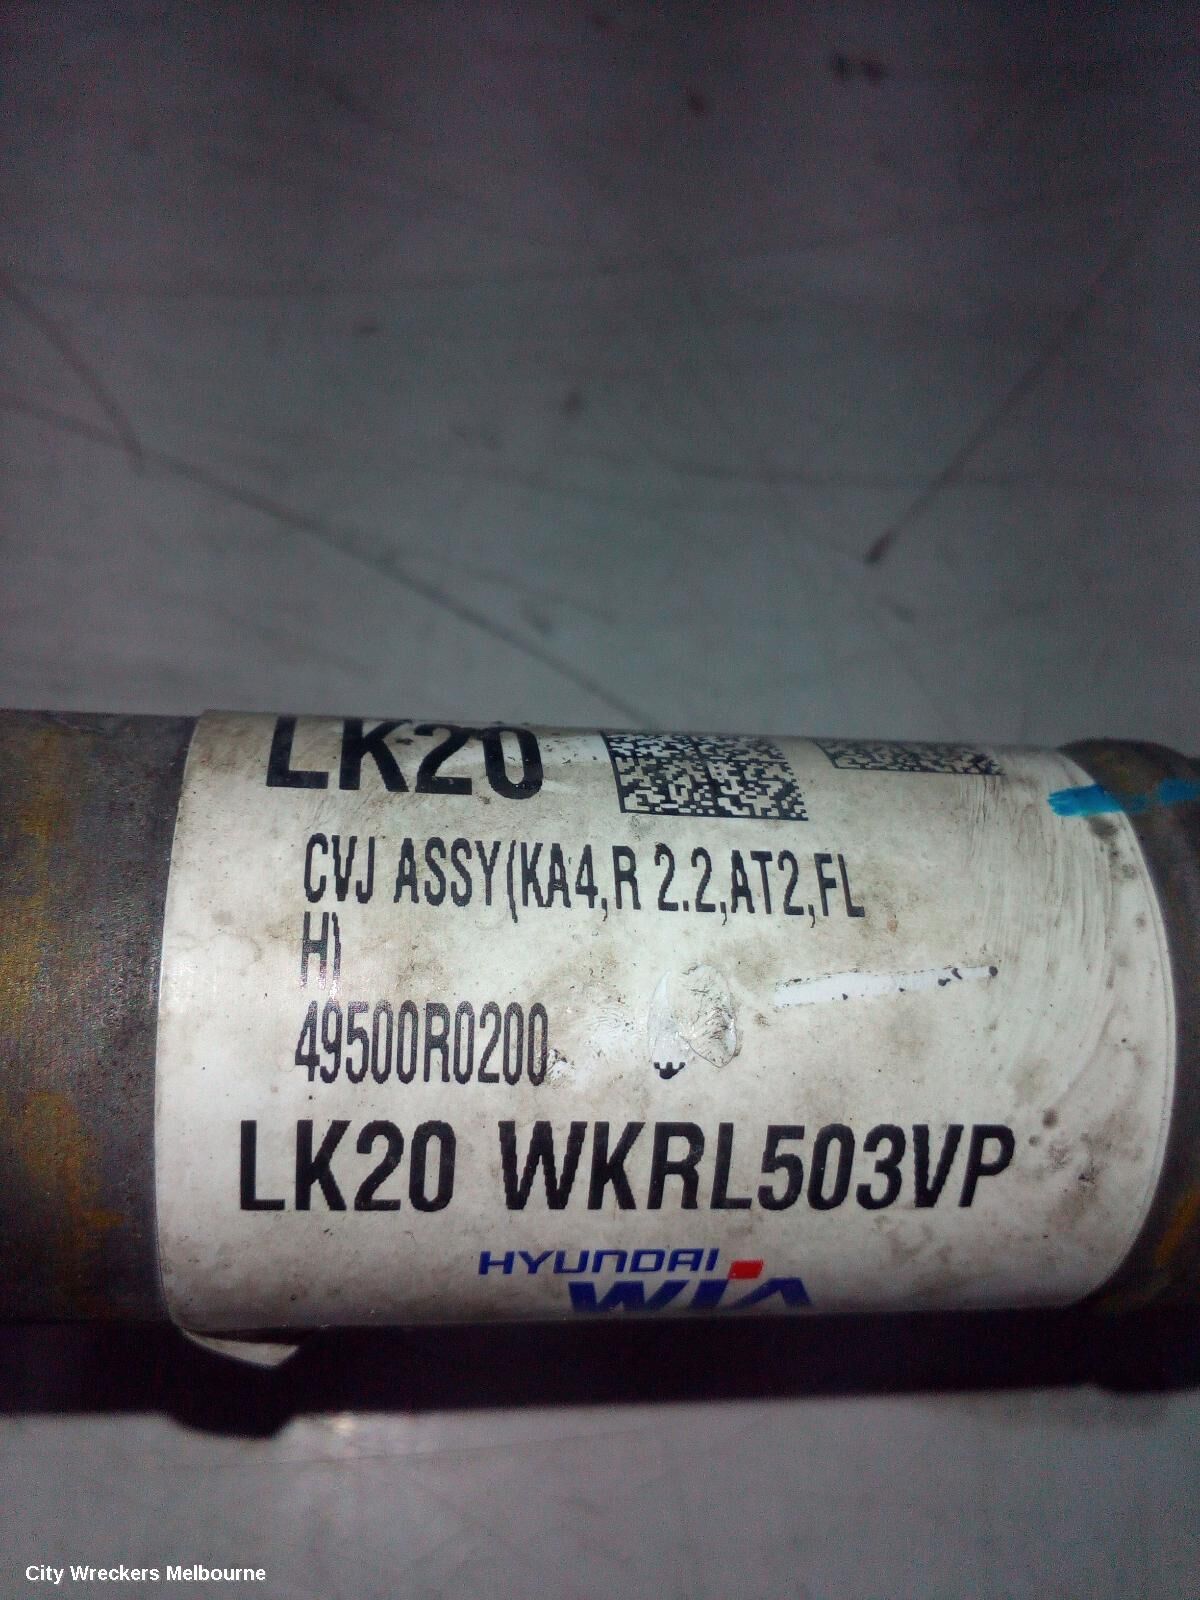 LK20
CVJ ASSY(KA4,R 2.2,AT2,FL
H)
49500R0200
LK20 WKRL503VP
HYUNDAI
WIA
City Wreckers Melbourne